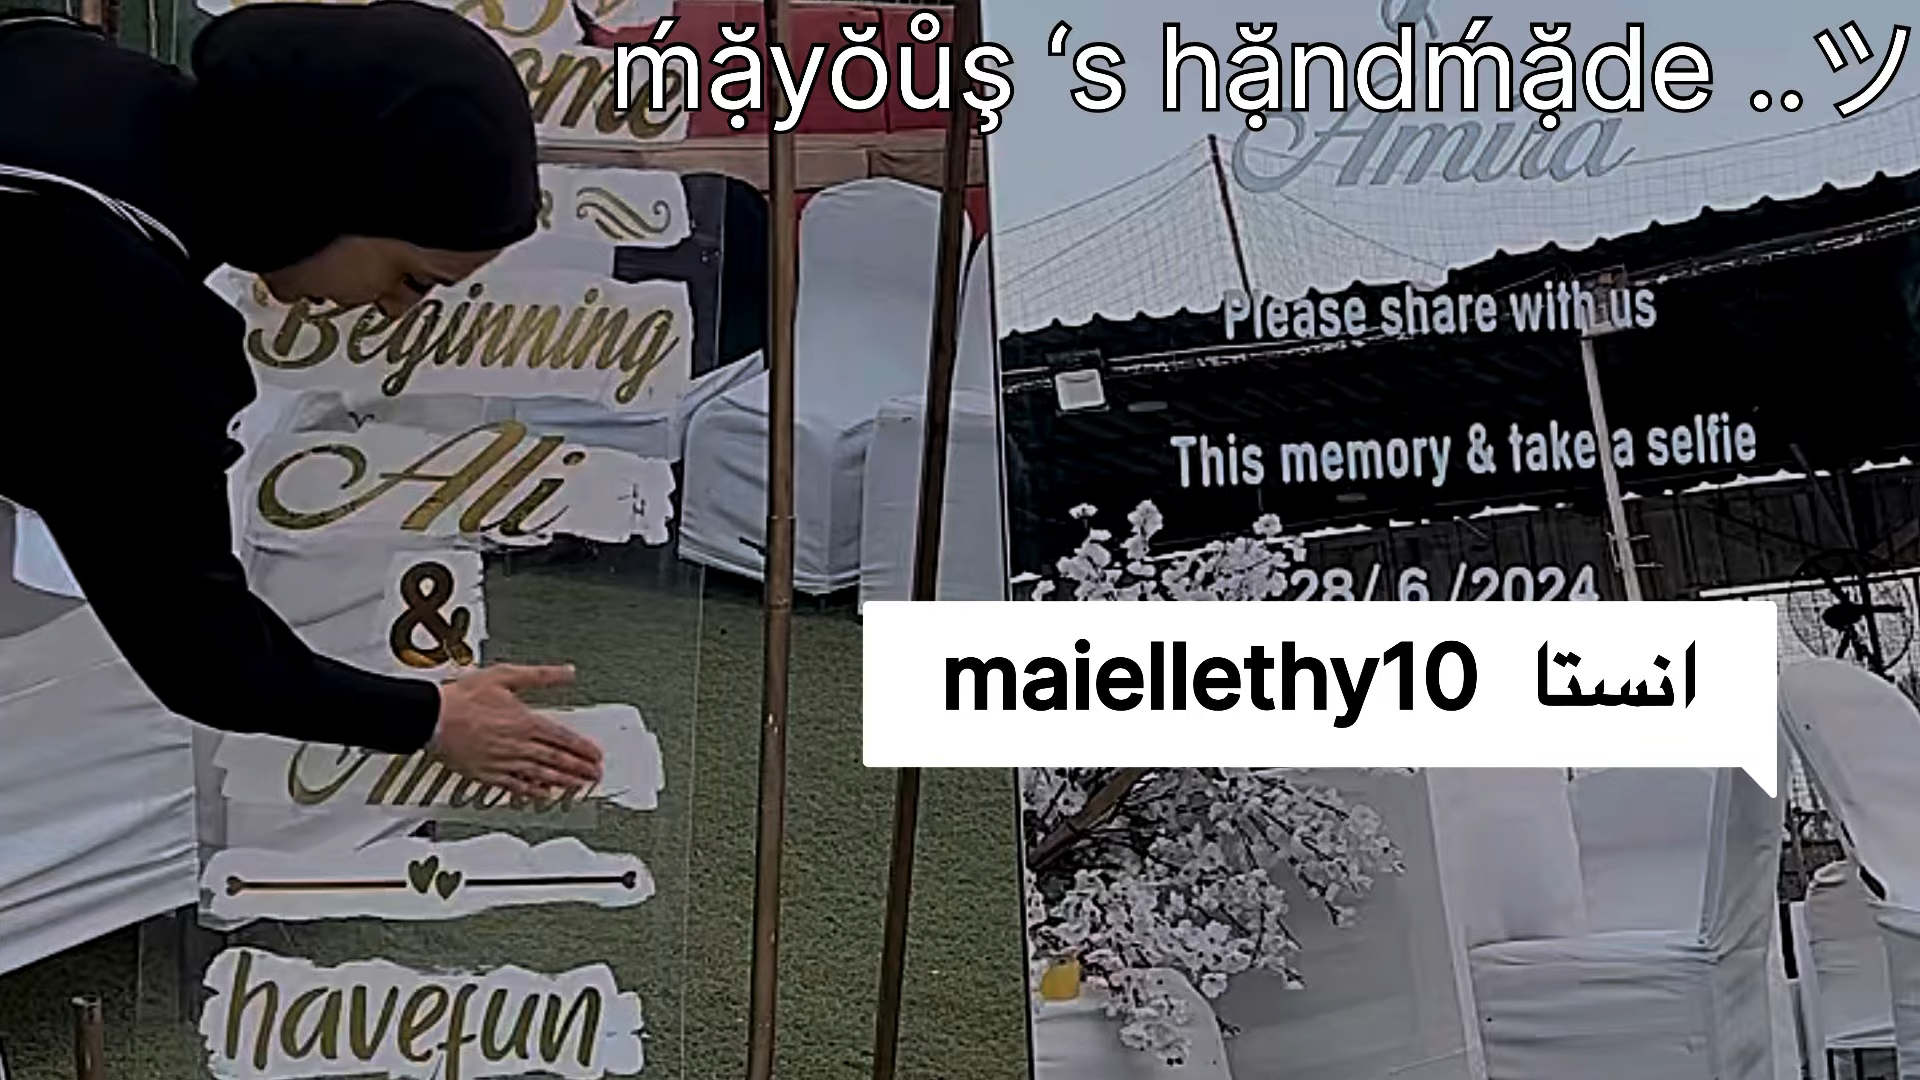 ḿặyŏůş ‘s hặndḿặde ..ツ
Beginning
Ali
&
Amira
havefun
Amira
Please share with us
This memory & take a selfie
28/ 6 /2024
maiellethy10 انستا